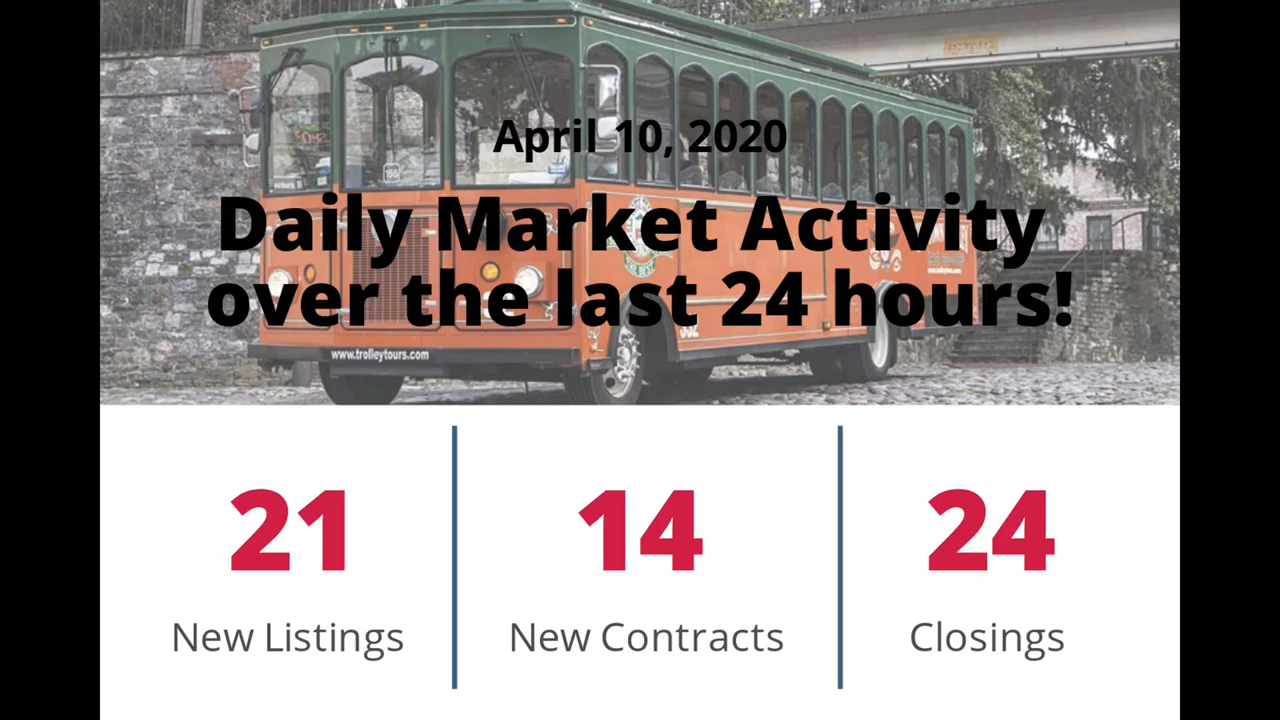 April 10, 2020
Daily Market Activity
over the last 24 hours!
www.trolleytours.com
21
New Listings
14
New Contracts
24
Closings